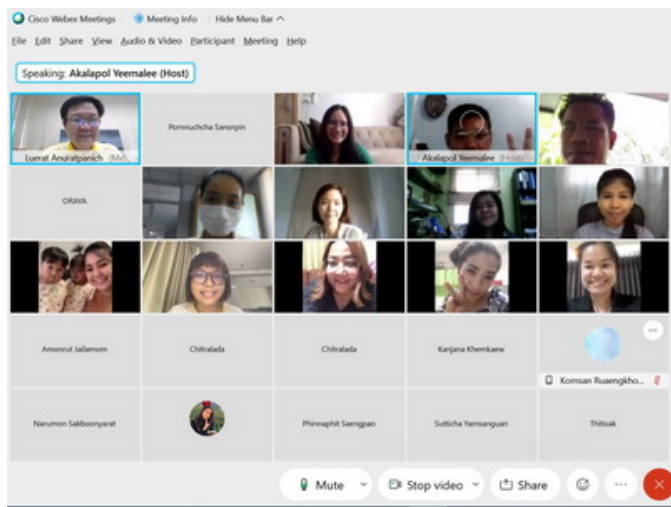 Cisco Webex Meetings Meeting Info Hide Menu Bar
File Edit Share View Audio & Video Participant Meeting Help
Speaking: Akalapol Yeemalee (Host)
Pornnuchcha Sanorpin
Luerat Anuratpanich (Me)
Akalapol Yeemalee (Host)
ORAYA
Amonrut Jailamom
Chitralada
Chitralada
Kanjana Khemkaew
Komsan Ruaengkho...
Narumon Sakboonyarat
Phinnaphit Saengpao
Sutticha Yamsanguan
Thitisak
Mute Stop video Share